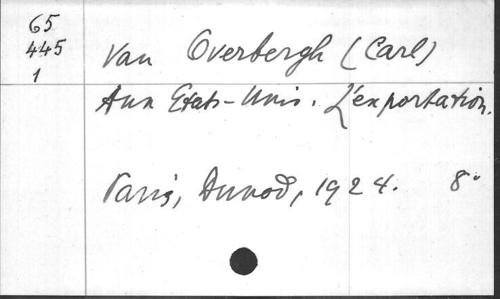 65
445
1
Van Overbergh (Carl)
Aux Etats-Unis. L'exportation.
Paris, Dunod, 1924. 8°